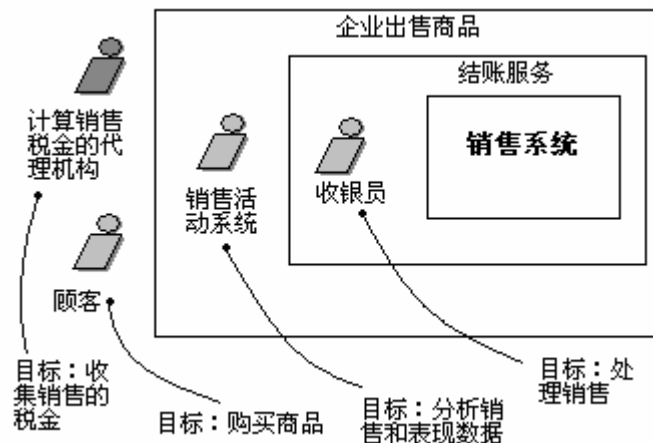 企业出售商品
结账服务
销售系统
计算销售
税金的代
理机构
销售活
动系统
收银员
顾客
目标：收
集销售的
税金
目标：购买商品
目标：分析销
售和表现数据
目标：处
理销售